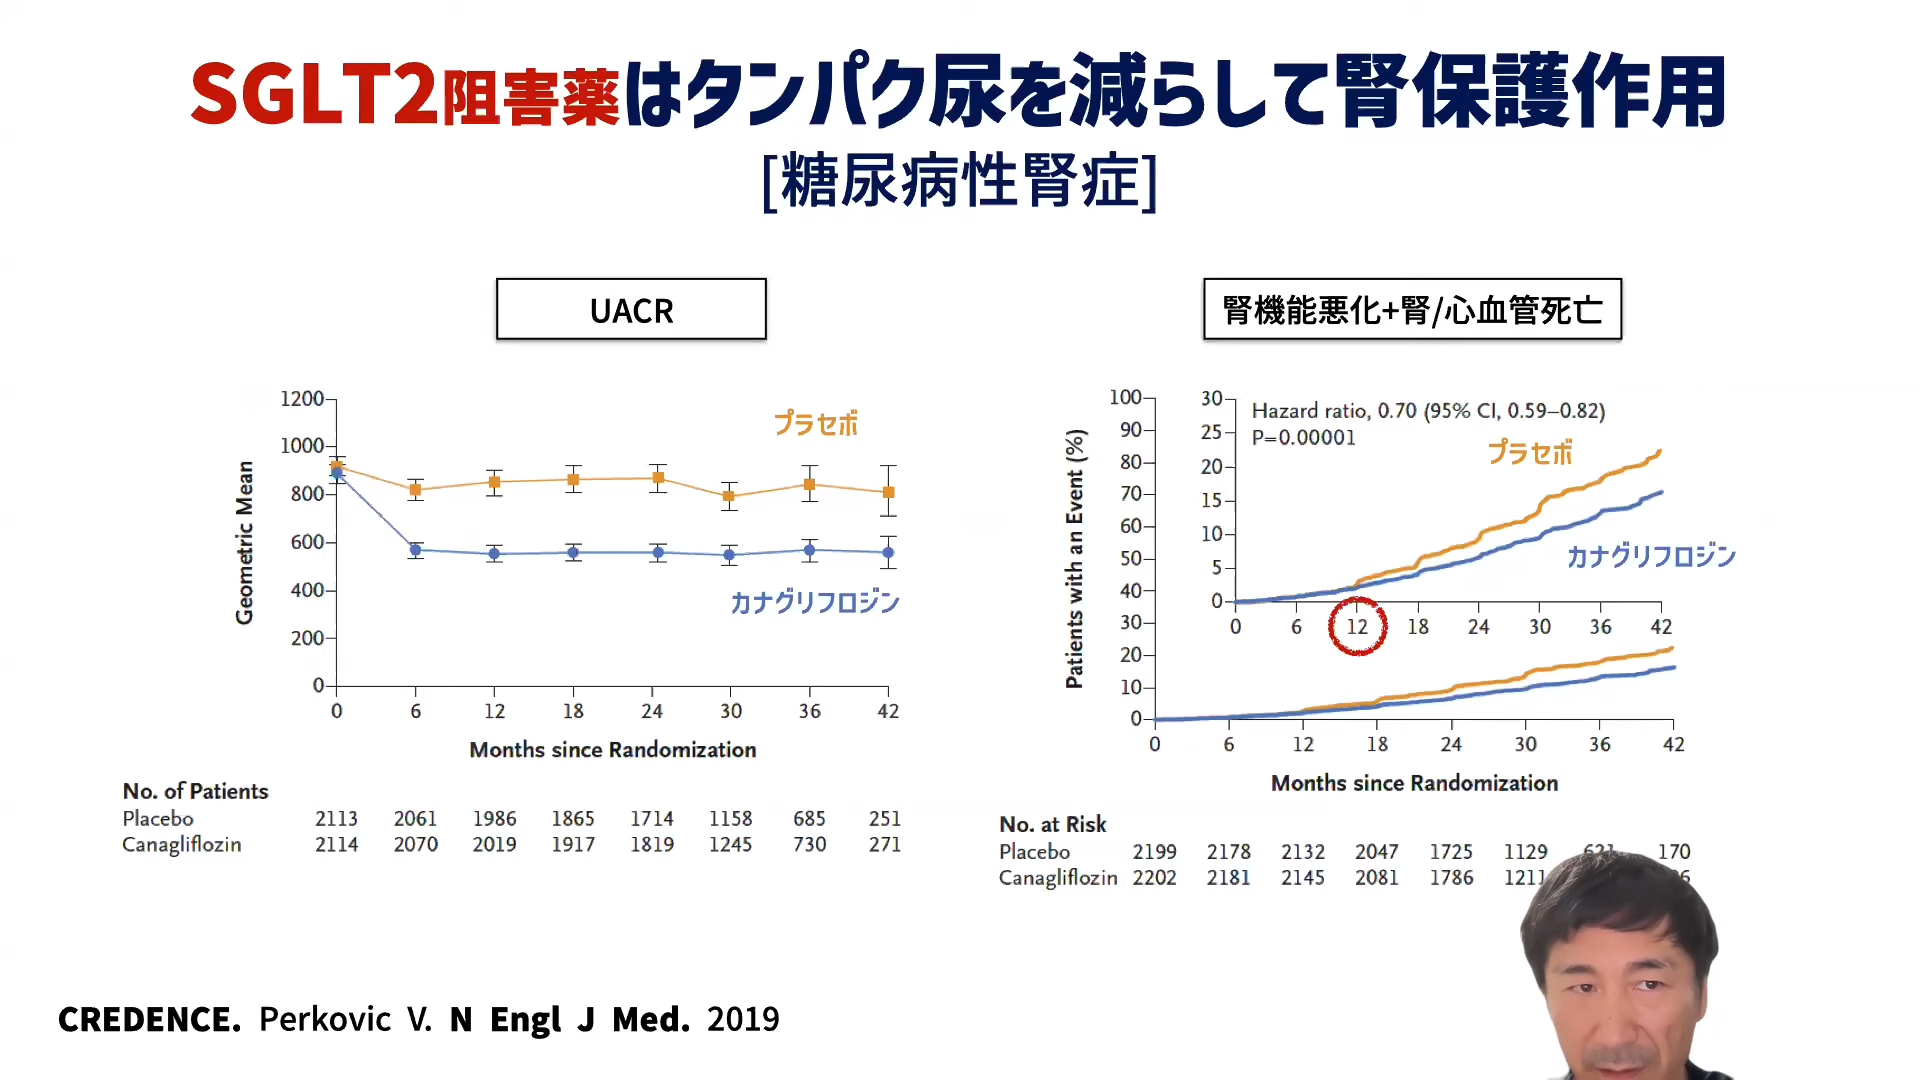 SGLT2阻害薬はタンパク尿を減らして腎保護作用
[糖尿病性腎症]
UACR
1200
1000
800
600
400
200
0
Geometric Mean
プラセボ
カナグリフロジン
0 6 12 18 24 30 36 42
Months since Randomization
No. of Patients
Placebo 2113 2061 1986 1865 1714 1158 685 251
Canagliflozin 2114 2070 2019 1917 1819 1245 730 271
腎機能悪化+腎/心血管死亡
100
90
80
70
60
50
40
30
20
10
0
Patients with an Event (%)
30
25
20
15
10
5
0
Hazard ratio, 0.70 (95% CI, 0.59–0.82)
P=0.00001
プラセボ
カナグリフロジン
0 6 12 18 24 30 36 42
0 6 12 18 24 30 36 42
Months since Randomization
No. at Risk
Placebo 2199 2178 2132 2047 1725 1129 170
Canagliflozin 2202 2181 2145 2081 1786 1211
CREDENCE. Perkovic V. N Engl J Med. 2019